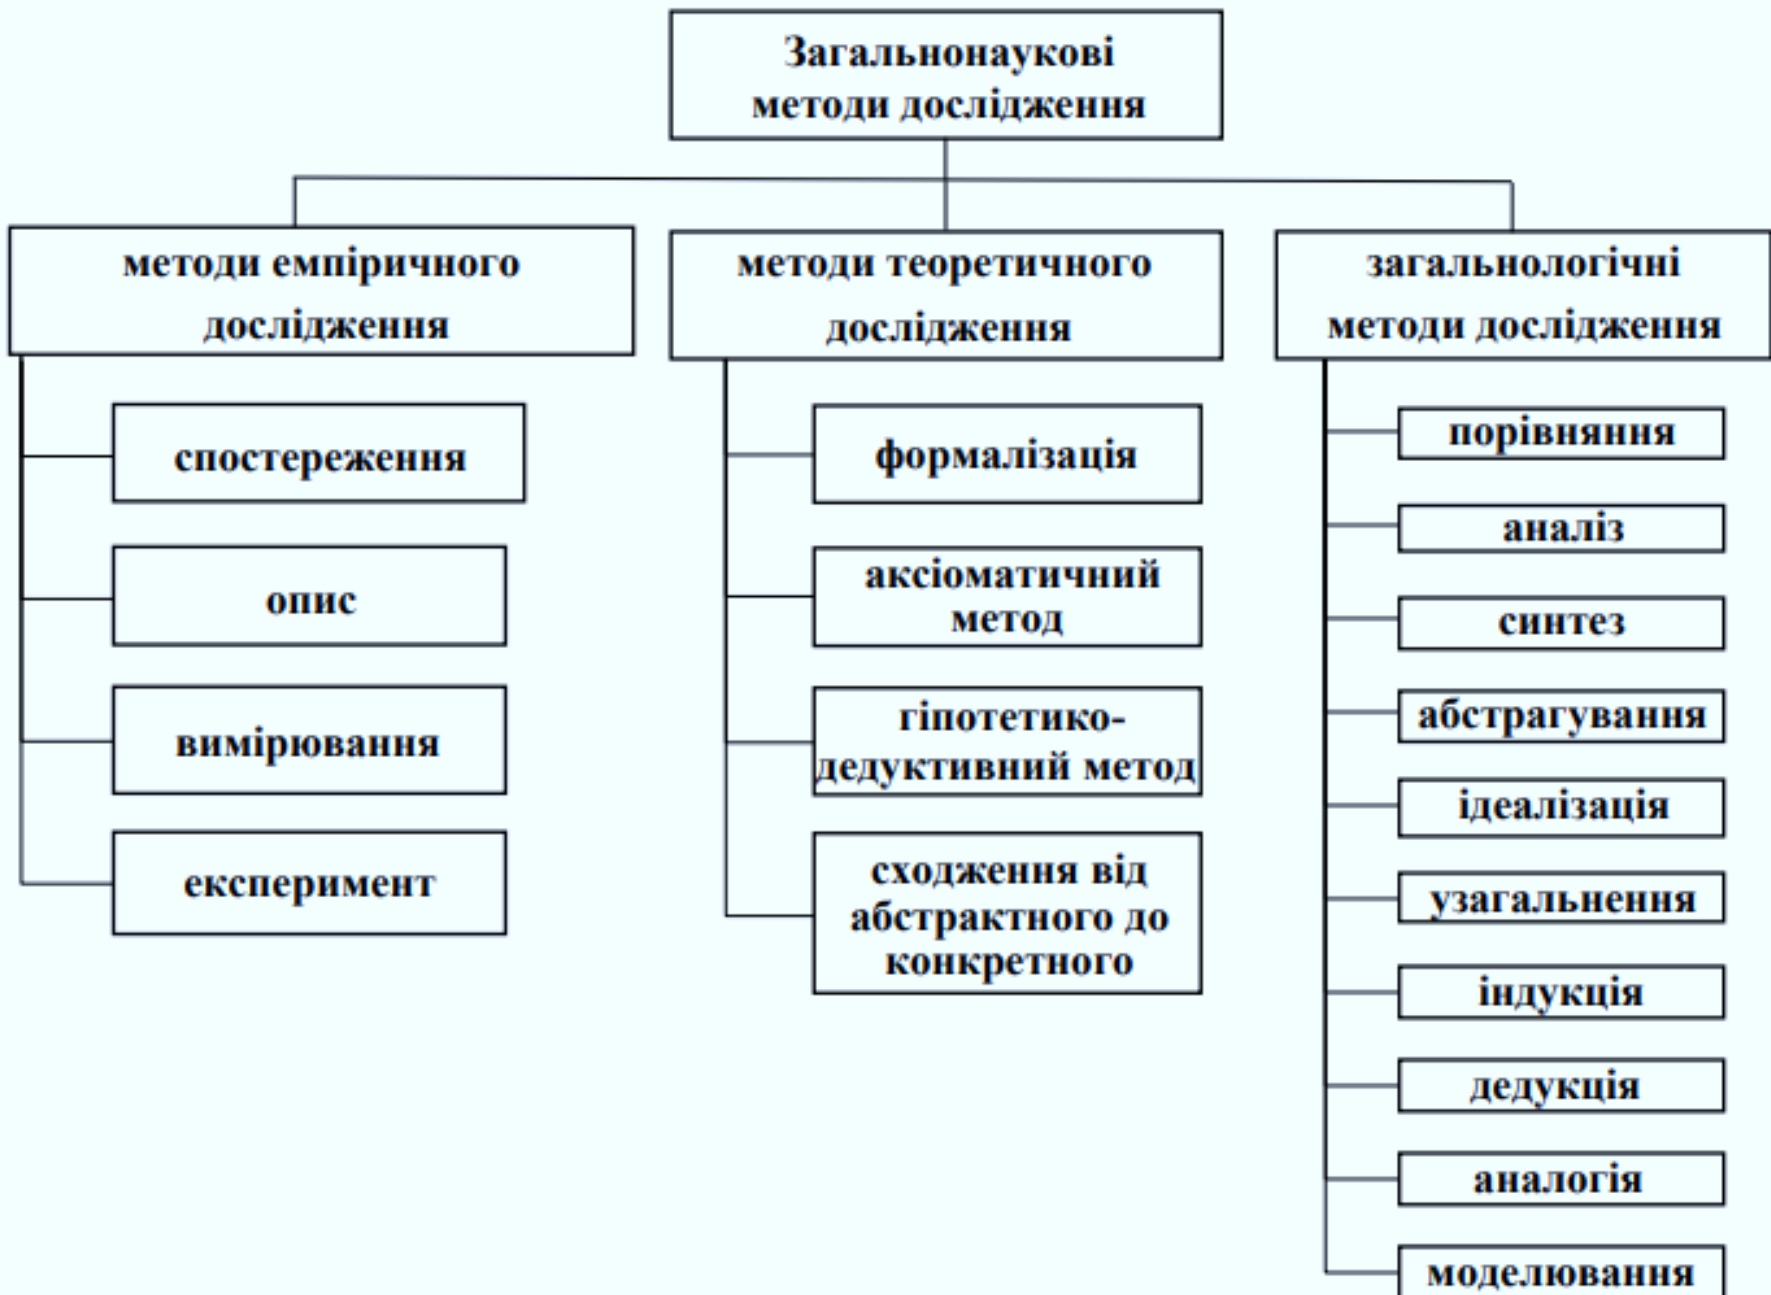 Загальнонаукові
методи дослідження
методи емпіричного
дослідження
спостереження
опис
вимірювання
експеримент
методи теоретичного
дослідження
формалізація
аксіоматичний
метод
гіпотетико-
дедуктивний метод
сходження від
абстрактного до
конкретного
загальнологічні
методи дослідження
порівняння
аналіз
синтез
абстрагування
ідеалізація
узагальнення
індукція
дедукція
аналогія
моделювання